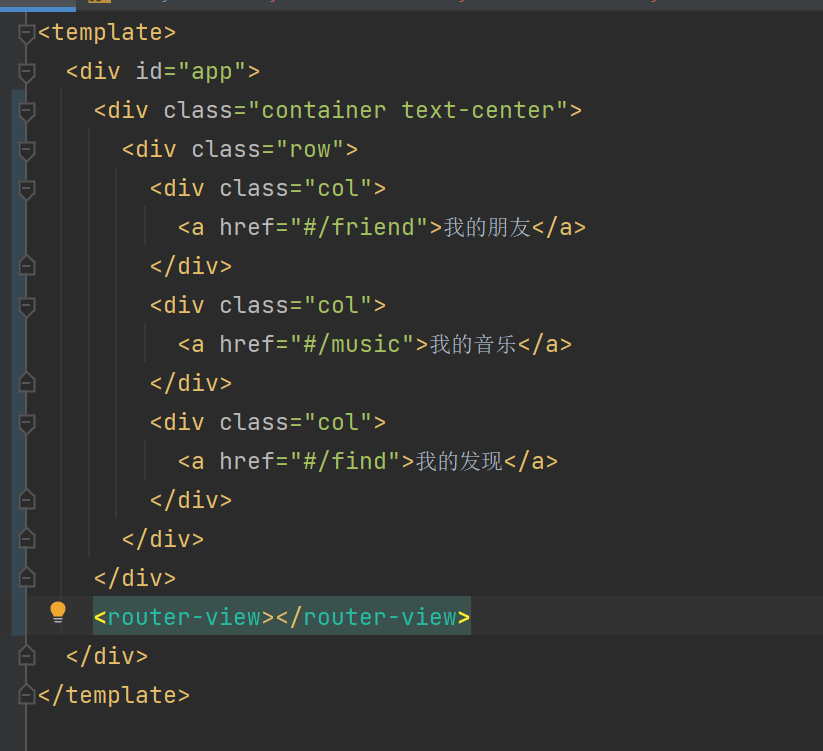 <template>
<div id="app">
<div class="container text-center">
<div class="row">
<div class="col">
<a href="#/friend">我的朋友</a>
</div>
<div class="col">
<a href="#/music">我的音乐</a>
</div>
<div class="col">
<a href="#/find">我的发现</a>
</div>
</div>
</div>
<router-view></router-view>
</div>
</template>